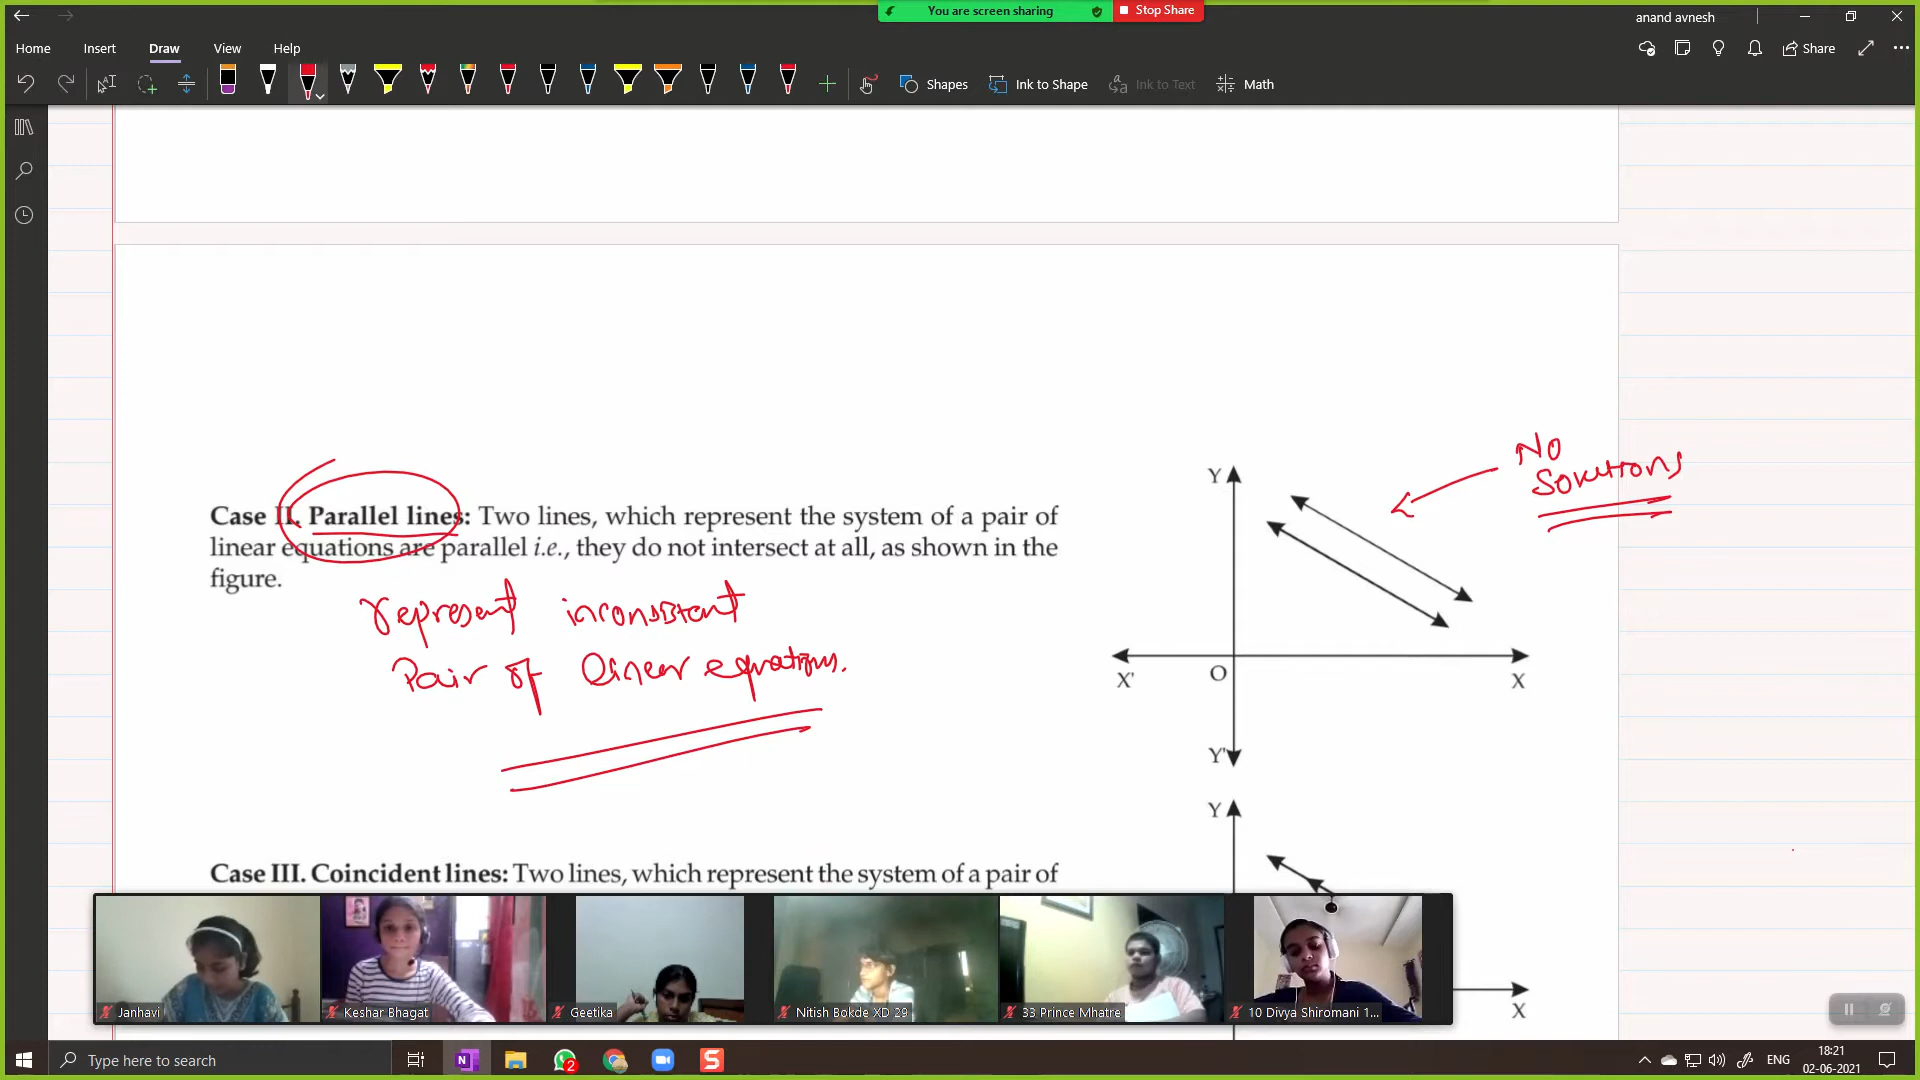 You are screen sharing
Stop Share
anand avnesh
Home Insert Draw View Help
Share
Shapes Ink to Shape Ink to Text Math
No
Solutions
Case II. Parallel lines: Two lines, which represent the system of a pair of
linear equations are parallel i.e., they do not intersect at all, as shown in the
figure.
represent inconsistent
Pair of linear equations.
Y
X' O X
Y'
Y
Case III. Coincident lines: Two lines, which represent the system of a pair of
X
Janhavi
Keshar Bhagat
Geetika
Nitish Bokde XD 29
33 Prince Mhatre
10 Divya Shiromani 1...
Type here to search
N
2
S
ENG
18:21
02-06-2021